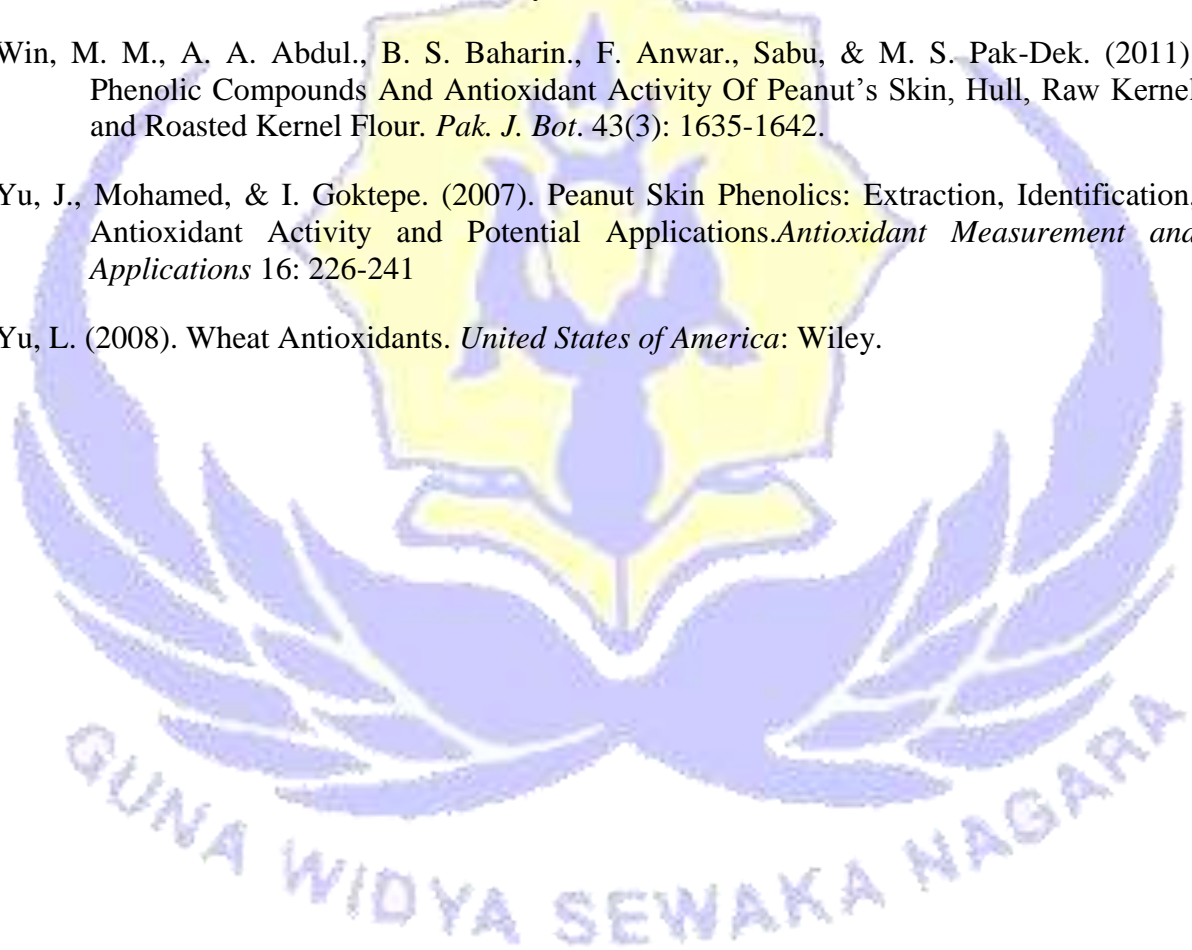 Win, M. M., A. A. Abdul., B. S. Baharin., F. Anwar., Sabu, & M. S. Pak-Dek. (2011)
Phenolic Compounds And Antioxidant Activity Of Peanut’s Skin, Hull, Raw Kernel
and Roasted Kernel Flour. Pak. J. Bot. 43(3): 1635-1642.
Yu, J., Mohamed, & I. Goktepe. (2007). Peanut Skin Phenolics: Extraction, Identification,
Antioxidant Activity and Potential Applications.Antioxidant Measurement and
Applications 16: 226-241
Yu, L. (2008). Wheat Antioxidants. United States of America: Wiley.
GUNA WIDYA SEWAKA NAGARA